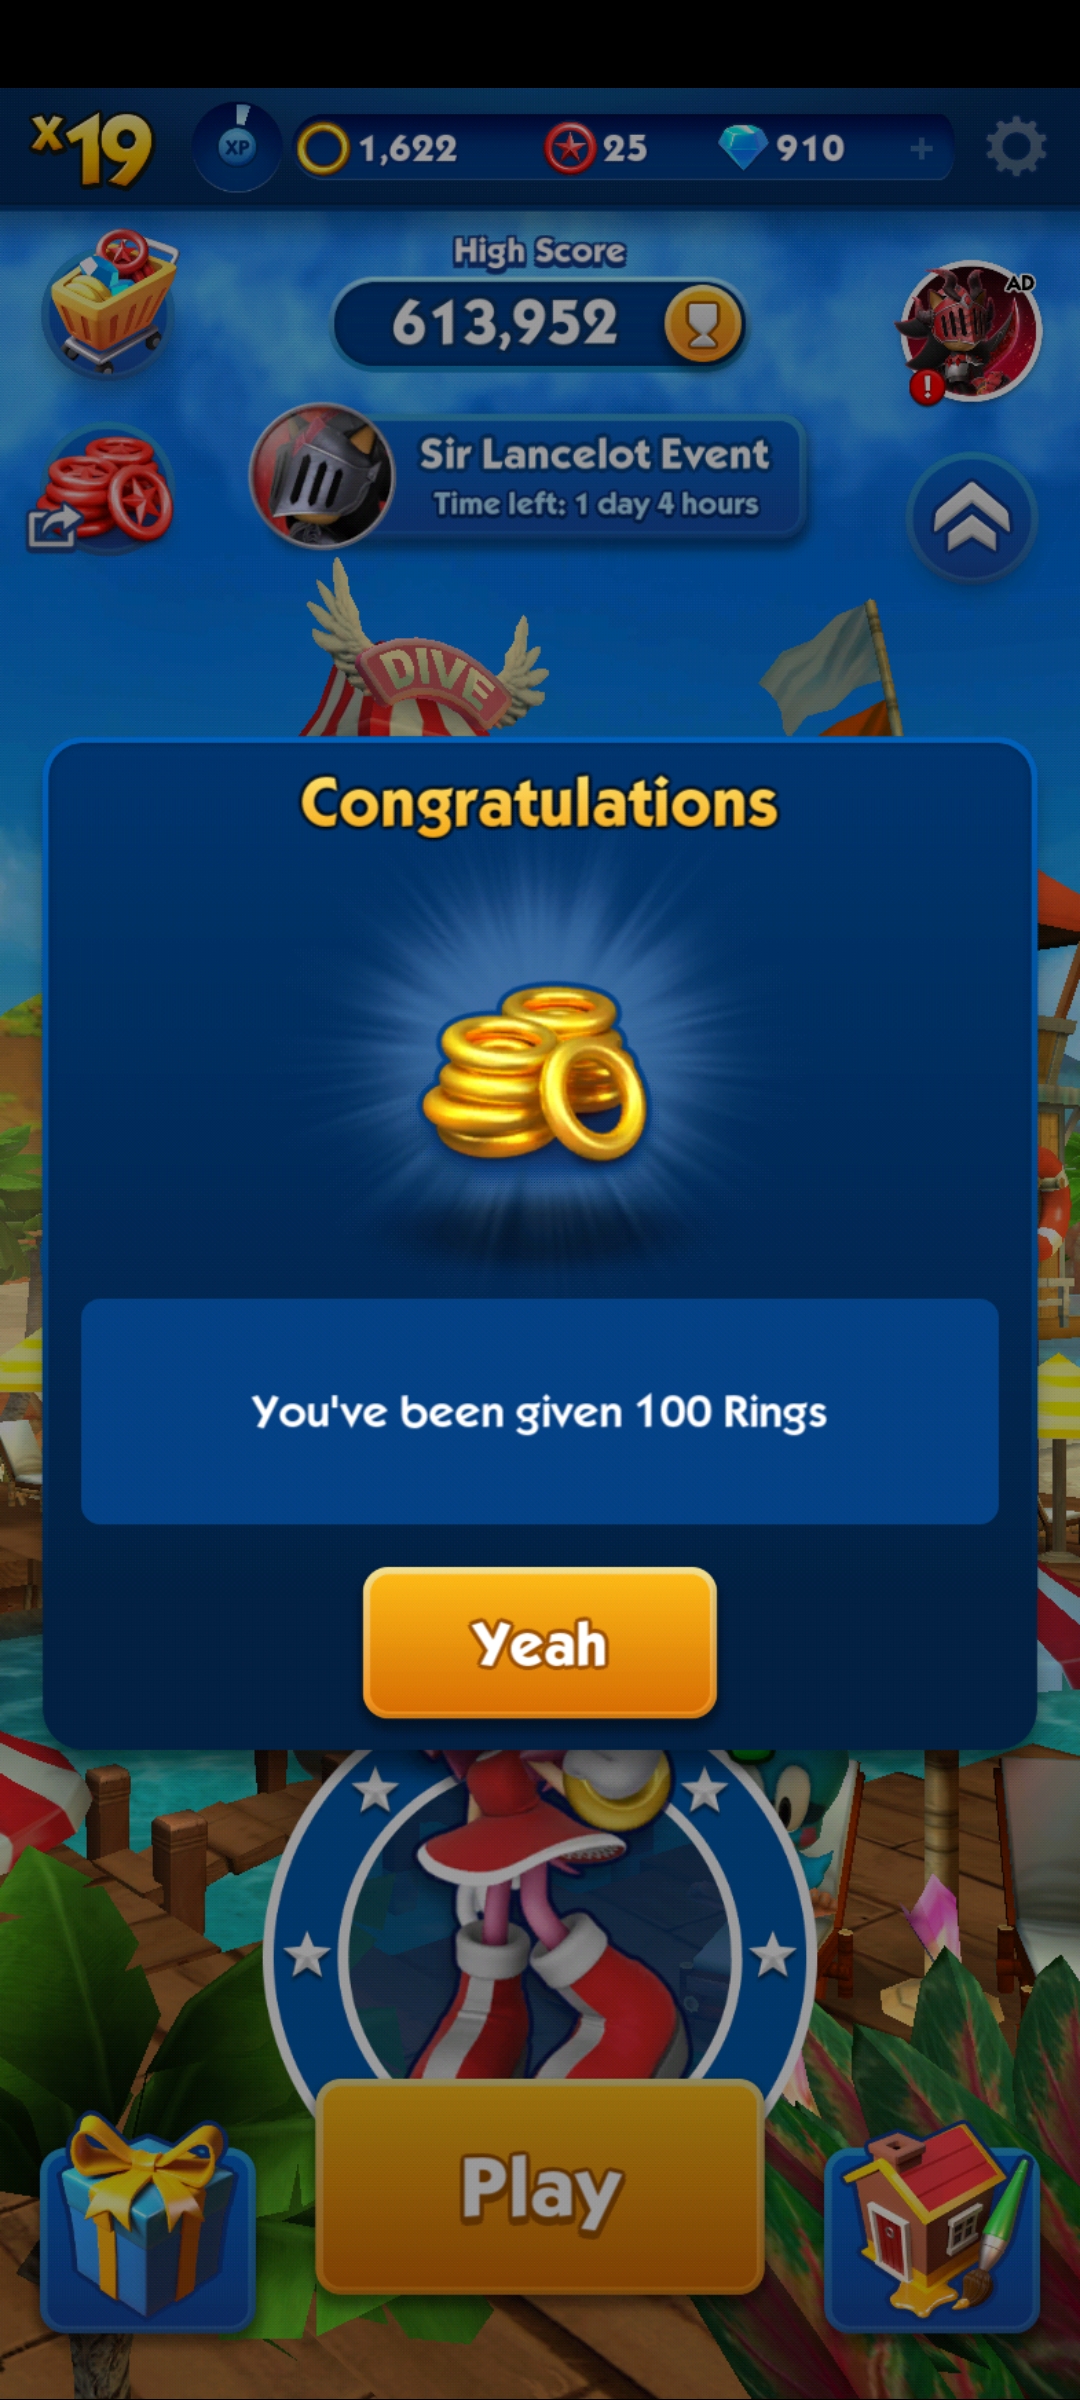 x19
XP
1,622
25
910
+
High Score
613,952
AD
!
Sir Lancelot Event
Time left: 1 day 4 hours
DIVE
Congratulations
You've been given 100 Rings
Yeah
Play